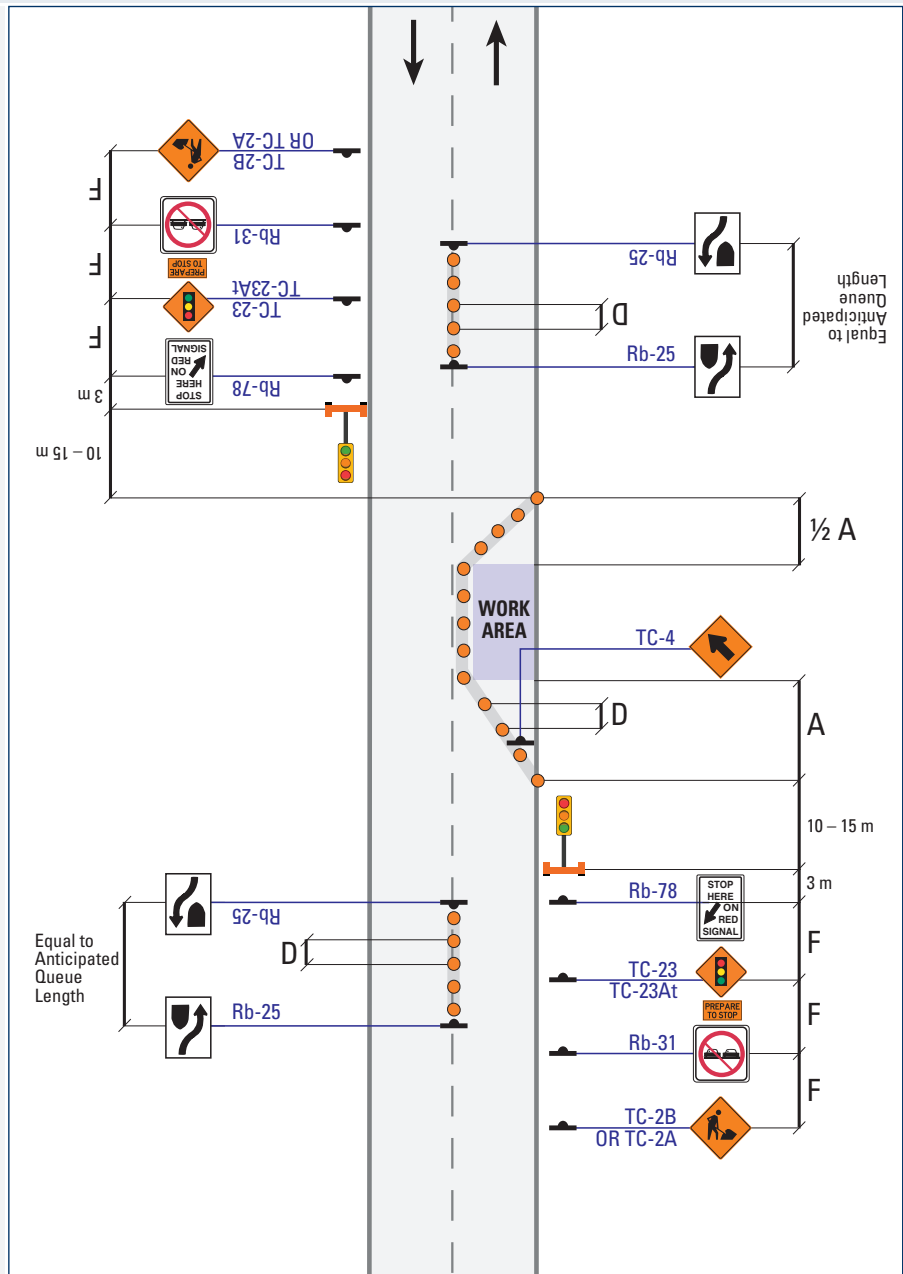 TC-2B
OR TC-2A
F
Rb-31
F
PREPARE
TO STOP
TC-23
TC-23At
F
STOP
HERE
ON
RED
SIGNAL
Rb-78
3 m
10 – 15 m
Rb-25
D
Equal to
Anticipated
Queue
Length
Rb-25
½ A
WORK
AREA
TC-4
D
A
10 – 15 m
3 m
Rb-78
STOP
HERE
ON
RED
SIGNAL
F
TC-23
TC-23At
PREPARE
TO STOP
F
Rb-31
F
TC-2B
OR TC-2A
Rb-25
D
Equal to
Anticipated
Queue
Length
Rb-25